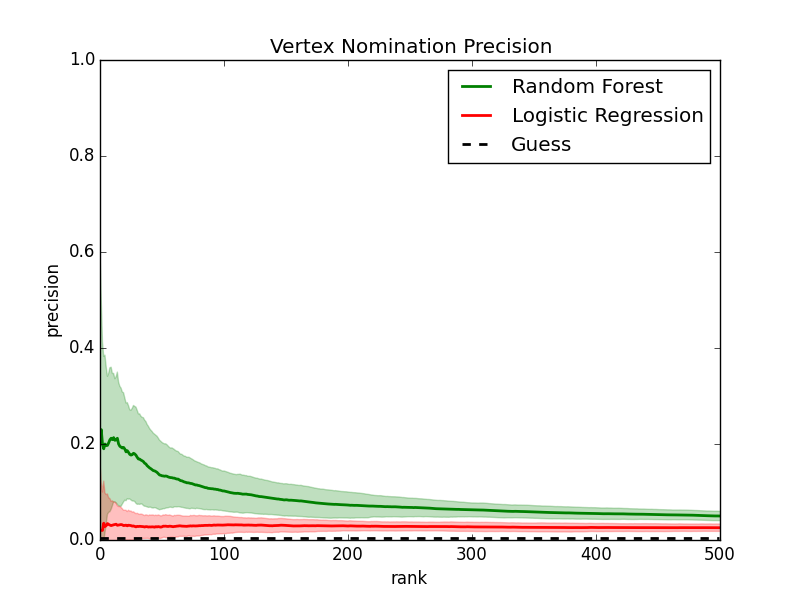 Vertex Nomination Precision
1.0
0.8
0.6
0.4
0.2
0.0
precision
Random Forest
Logistic Regression
Guess
0 100 200 300 400 500
rank